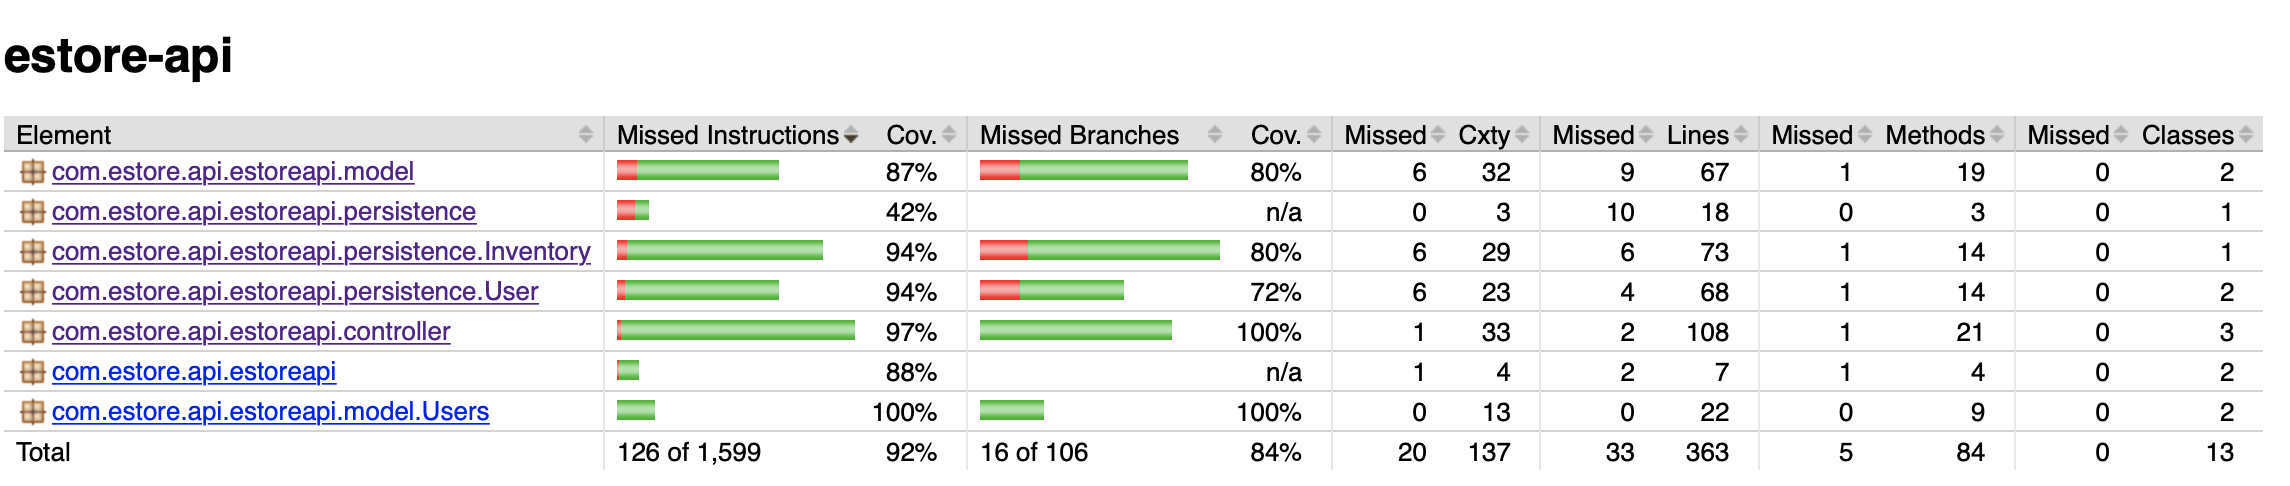 estore-api
Element Missed Instructions Cov. Missed Branches Cov. Missed Cxty Missed Lines Missed Methods Missed Classes
com.estore.api.estoreapi.model 87% 80% 6 32 9 67 1 19 0 2
com.estore.api.estoreapi.persistence 42% n/a 0 3 10 18 0 3 0 1
com.estore.api.estoreapi.persistence.Inventory 94% 80% 6 29 6 73 1 14 0 1
com.estore.api.estoreapi.persistence.User 94% 72% 6 23 4 68 1 14 0 2
com.estore.api.estoreapi.controller 97% 100% 1 33 2 108 1 21 0 3
com.estore.api.estoreapi 88% n/a 1 4 2 7 1 4 0 2
com.estore.api.estoreapi.model.Users 100% 100% 0 13 0 22 0 9 0 2
Total 126 of 1,599 92% 16 of 106 84% 20 137 33 363 5 84 0 13